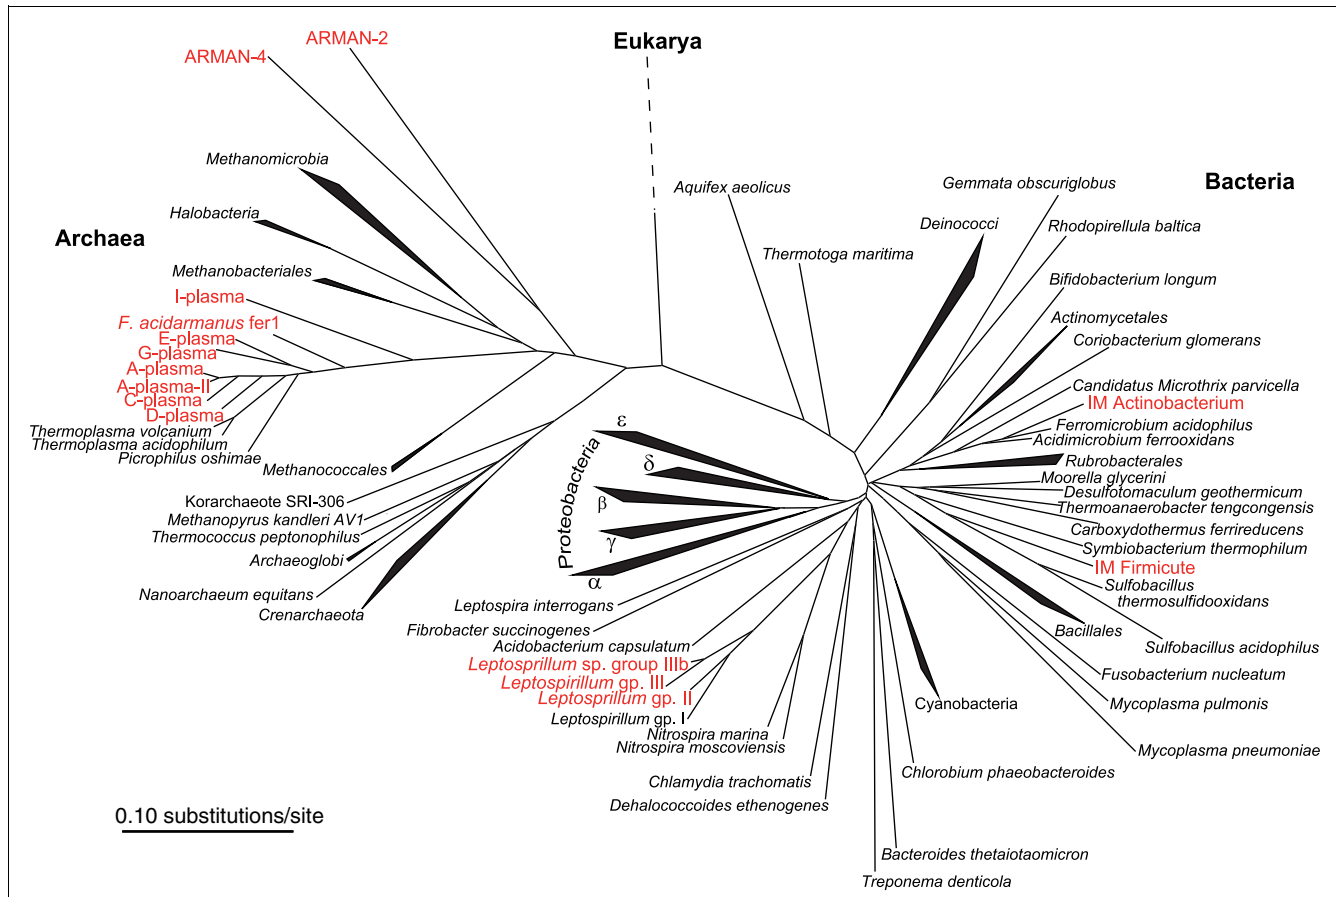 ARMAN-2
ARMAN-4
Eukarya
Methanomicrobia
Aquifex aeolicus
Gemmata obscuriglobus
Bacteria
Halobacteria
Deinococci
Rhodopirellula baltica
Archaea
Thermotoga maritima
Methanobacteriales
Bifidobacterium longum
I-plasma
F. acidarmanus fer1
Actinomycetales
E-plasma
Coriobacterium glomerans
G-plasma
A-plasma
A-plasma-II
Candidatus Microthrix parvicella
C-plasma
IM Actinobacterium
D-plasma
Ferromicrobium acidophilus
Thermoplasma volcanium
Acidimicrobium ferrooxidans
Thermoplasma acidophilum
Picrophilus oshimae
Rubrobacterales
Methanococcales
Moorella glycerini
Desulfotomaculum geothermicum
Korarchaeote SRI-306
Thermoanaerobacter tengcongensis
Methanopyrus kandleri AV1
Carboxydothermus ferrireducens
Thermococcus peptonophilus
Symbiobacterium thermophilum
Archaeoglobi
IM Firmicute
Nanoarchaeum equitans
Sulfobacillus
thermosulfidooxidans
Crenarchaeota
Proteobacteria
ε
δ
β
γ
α
Leptospira interrogans
Fibrobacter succinogenes
Bacillales
Acidobacterium capsulatum
Sulfobacillus acidophilus
Leptosprillum sp. group IIIb
Fusobacterium nucleatum
Leptospirillum gp. III
Leptosprillum gp. II
Cyanobacteria
Mycoplasma pulmonis
Leptospirillum gp. I
Nitrospira marina
Nitrospira moscoviensis
Mycoplasma pneumoniae
Chlorobium phaeobacteroides
Chlamydia trachomatis
Dehalococcoides ethenogenes
0.10 substitutions/site
Bacteroides thetaiotaomicron
Treponema denticola